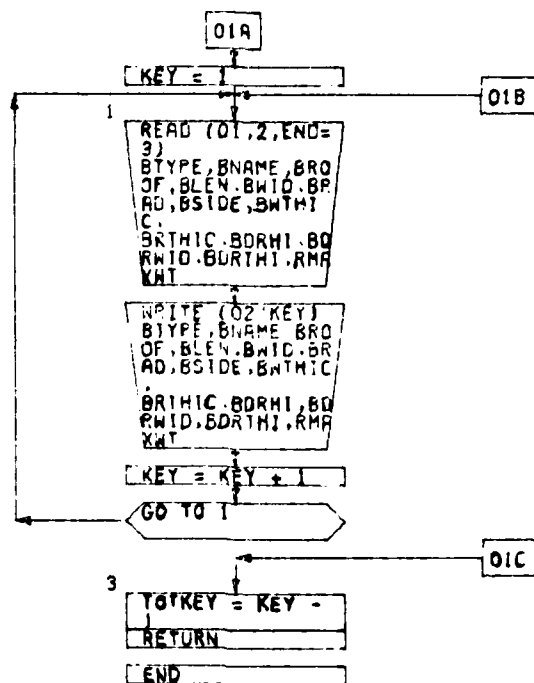 01A
KEY = 1
01B
1
READ (01,2,END=
3)
BTYPE,BNAME,BRO
OF,BLEN,BWID,BR
AD,BSIDE,BWTHI
C,
BRTHIC,BDRHI,BD
RWID,BDRTHI,RMA
XWT
WRITE (02'KEY)
BTYPE,BNAME BRO
OF,BLEN,BWID,BR
AD,BSIDE,BWTHIC
,
BRTHIC,BDRHI,BD
RWID,BDRTHI,RMA
XWT
KEY = KEY + 1
GO TO 1
01C
3
TOTKEY = KEY -
1
RETURN
END